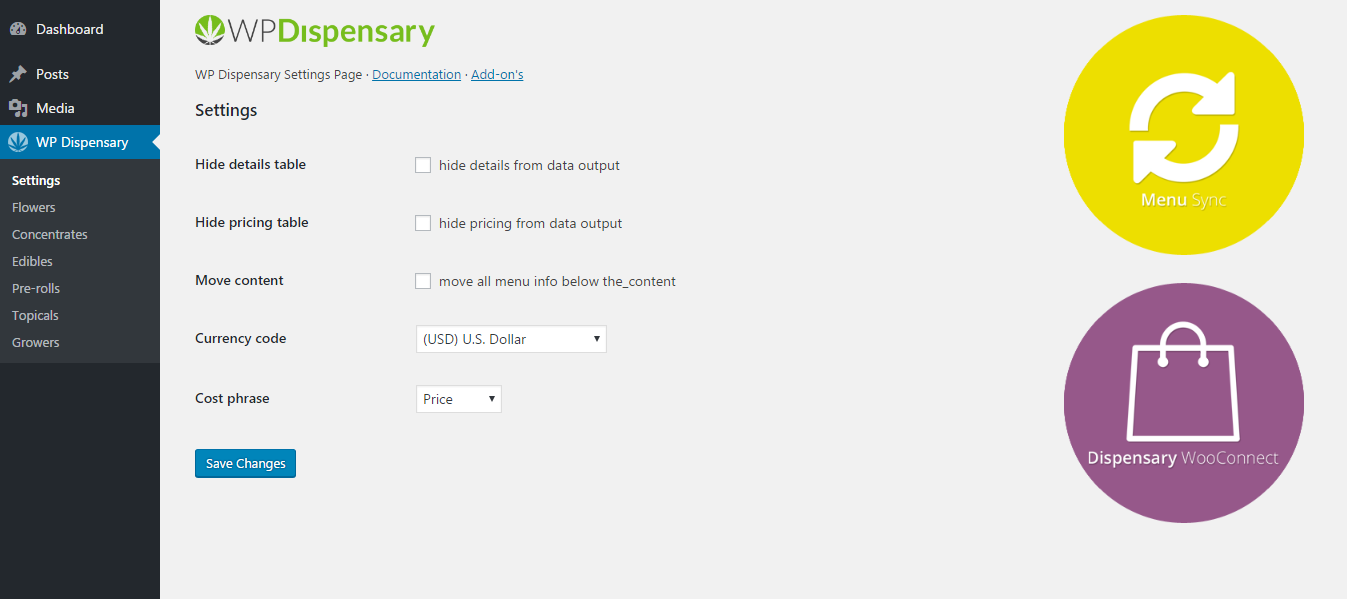 Dashboard
Posts
Media
WP Dispensary
Settings
Flowers
Concentrates
Edibles
Pre-rolls
Topicals
Growers
WPDispensary
WP Dispensary Settings Page · Documentation · Add-on's
Settings
Hide details table
hide details from data output
Hide pricing table
hide pricing from data output
Move content
move all menu info below the_content
Currency code
(USD) U.S. Dollar
Cost phrase
Price
Save Changes
Menu Sync
Dispensary WooConnect